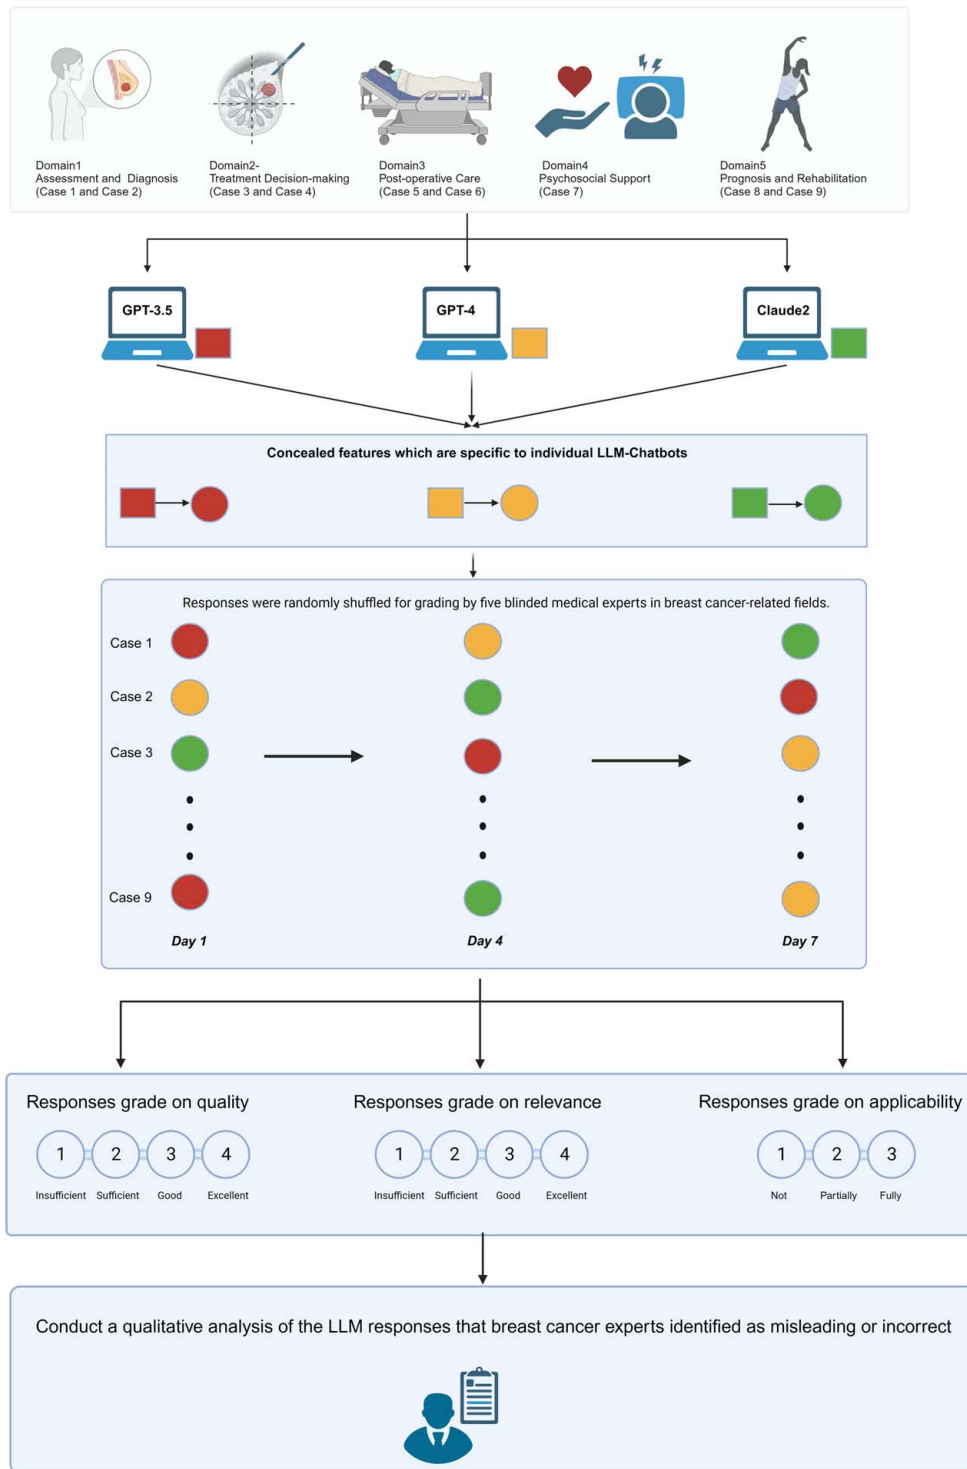 Domain1
Assessment and Diagnosis
(Case 1 and Case 2)
Domain2-
Treatment Decision-making
(Case 3 and Case 4)
Domain3
Post-operative Care
(Case 5 and Case 6)
Domain4
Psychosocial Support
(Case 7)
Domain5
Prognosis and Rehabilitation
(Case 8 and Case 9)
GPT-3.5
GPT-4
Claude2
Concealed features which are specific to individual LLM-Chatbots
Responses were randomly shuffled for grading by five blinded medical experts in breast cancer-related fields.
Case 1
Case 2
Case 3
Case 9
Day 1
Day 4
Day 7
Responses grade on quality
1 2 3 4
Insufficient Sufficient Good Excellent
Responses grade on relevance
1 2 3 4
Insufficient Sufficient Good Excellent
Responses grade on applicability
1 2 3
Not Partially Fully
Conduct a qualitative analysis of the LLM responses that breast cancer experts identified as misleading or incorrect